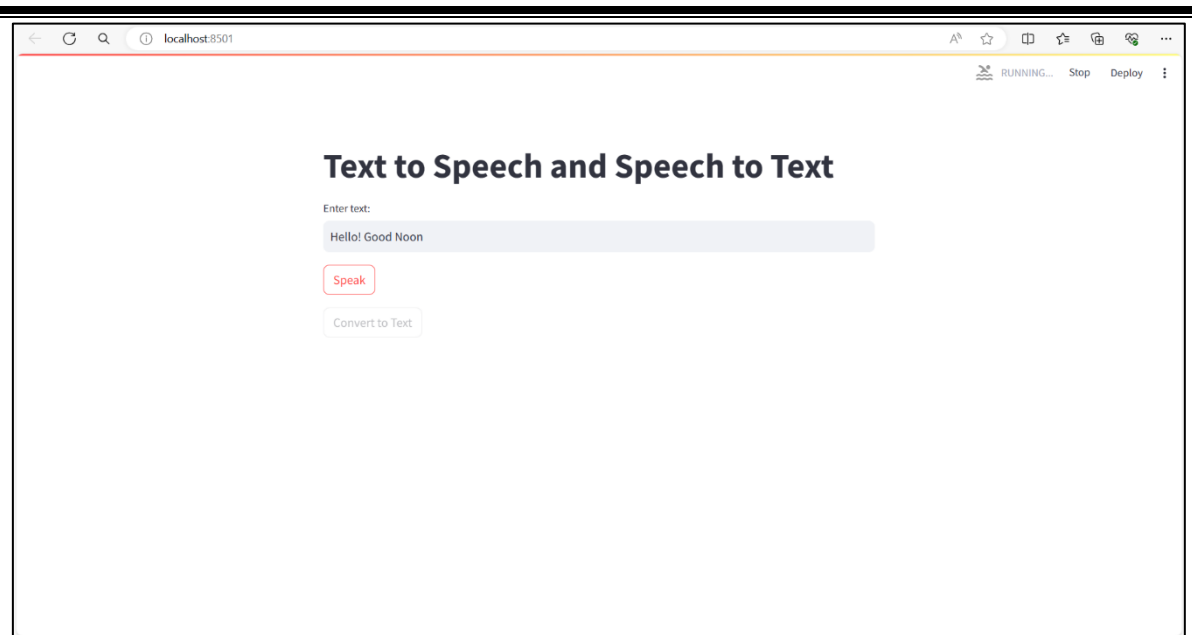 localhost:8501
RUNNING... Stop Deploy
Text to Speech and Speech to Text
Enter text:
Hello! Good Noon
Speak
Convert to Text